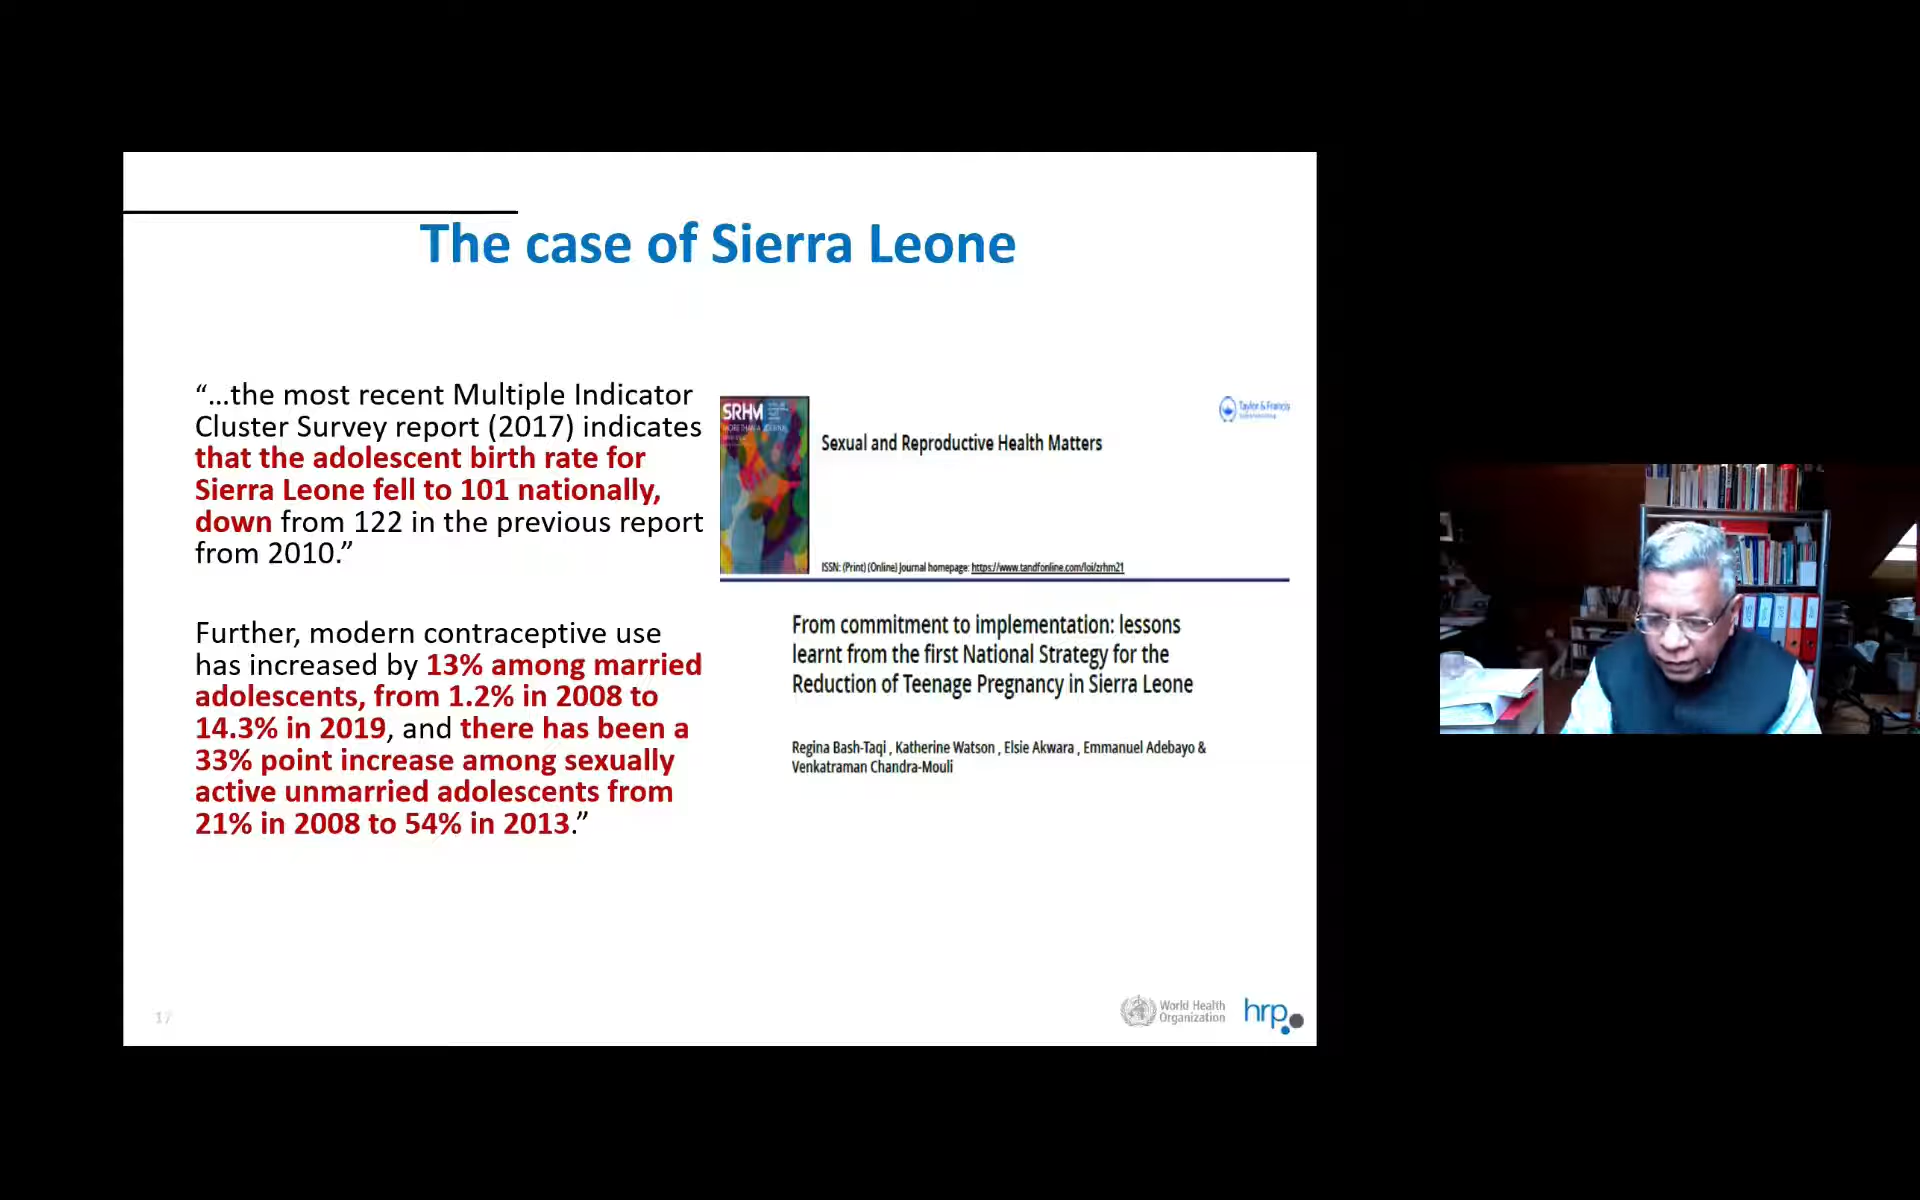 The case of Sierra Leone
“...the most recent Multiple Indicator
Cluster Survey report (2017) indicates
that the adolescent birth rate for
Sierra Leone fell to 101 nationally,
down from 122 in the previous report
from 2010.”
Further, modern contraceptive use
has increased by 13% among married
adolescents, from 1.2% in 2008 to
14.3% in 2019, and there has been a
33% point increase among sexually
active unmarried adolescents from
21% in 2008 to 54% in 2013.”
SRHM
MORE THAN A JOURNAL
Taylor & Francis
Sexual and Reproductive Health Matters
ISSN: (Print) (Online) Journal homepage: https://www.tandfonline.com/loi/zrhm21
From commitment to implementation: lessons
learnt from the first National Strategy for the
Reduction of Teenage Pregnancy in Sierra Leone
Regina Bash-Taqi , Katherine Watson , Elsie Akwara , Emmanuel Adebayo &
Venkatraman Chandra-Mouli
17
World Health
Organization
hrp